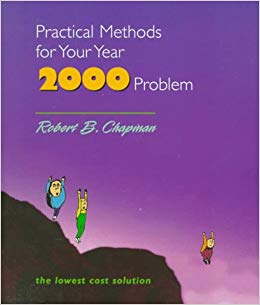 Practical Methods
for Your Year
2000 Problem
Robert B. Chapman
the lowest cost solution